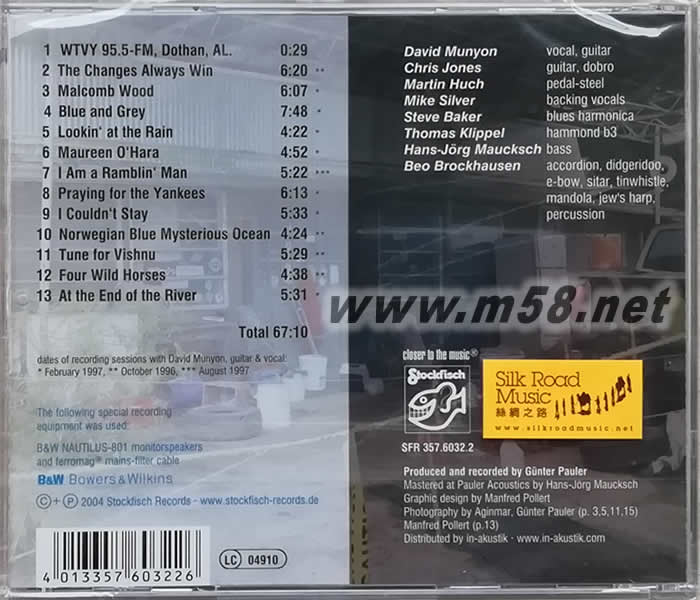 1 WTVY 95.5-FM, Dothan, AL. 0:29
2 The Changes Always Win 6:20 **
3 Malcomb Wood 6:07 *
4 Blue and Grey 7:48 *
5 Lookin' at the Rain 4:22 *
6 Maureen O'Hara 4:52 *
7 I Am a Ramblin' Man 5:22 ***
8 Praying for the Yankees 6:13 *
9 I Couldn't Stay 5:33 *
10 Norwegian Blue Mysterious Ocean 4:24 **
11 Tune for Vishnu 5:29 **
12 Four Wild Horses 4:38 **
13 At the End of the River 5:31 *
Total 67:10
dates of recording sessions with David Munyon, guitar & vocal:
* February 1997, ** October 1996, *** August 1997
The following special recording
equipment was used:
B&W NAUTILUS-801 monitorspeakers
and ferromag® mains-filter cable
B&W Bowers & Wilkins
©+℗ 2004 Stockfisch Records - www.stockfisch-records.de
4 013357 603226
LC 04910
David Munyon vocal, guitar
Chris Jones guitar, dobro
Martin Huch pedal-steel
Mike Silver backing vocals
Steve Baker blues harmonica
Thomas Klippel hammond b3
Hans-Jörg Maucksch bass
Beo Brockhausen accordion, didgeridoo,
e-bow, sitar, tinwhistle,
mandola, jew's harp,
percussion
www.m58.net
closer to the music®
Stockfisch
SFR 357.6032.2
Silk Road
Music
絲綢之路
www.silkroadmusic.net
Produced and recorded by Günter Pauler
Mastered at Pauler Acoustics by Hans-Jörg Maucksch
Graphic design by Manfred Pollert
Photography by Aginmar, Günter Pauler (p. 3,5,11,15)
Manfred Pollert (p.13)
Distributed by in-akustik - www.in-akustik.com